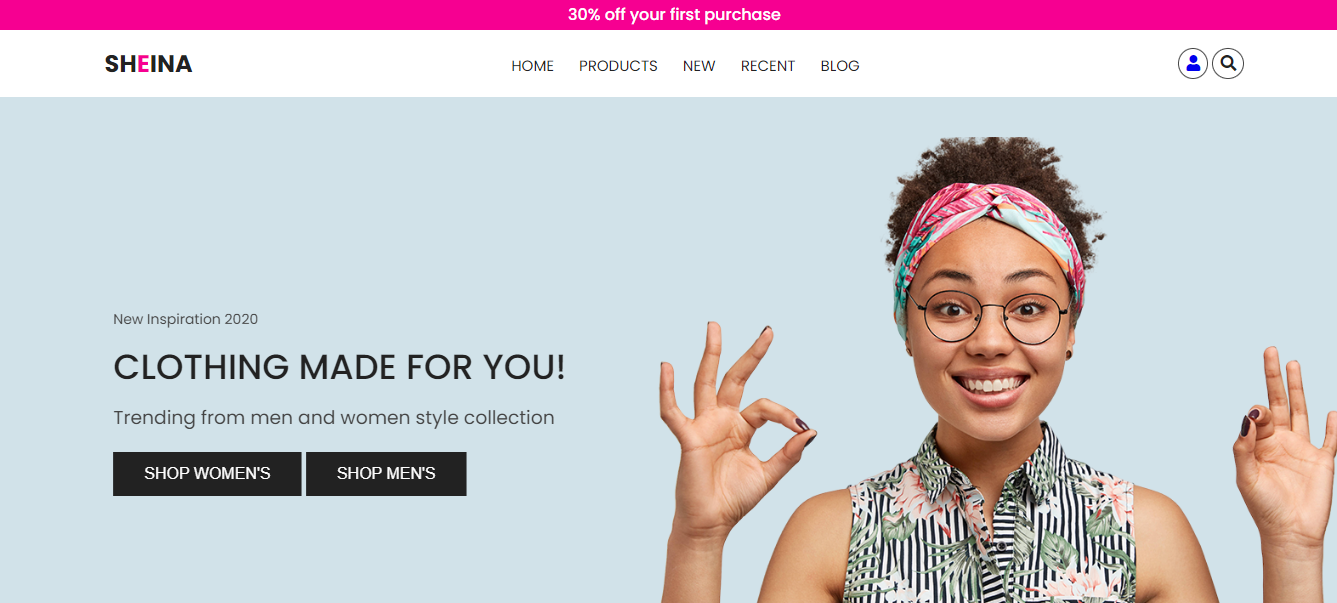 30% off your first purchase
SHEINA
HOME PRODUCTS NEW RECENT BLOG
New Inspiration 2020
CLOTHING MADE FOR YOU!
Trending from men and women style collection
SHOP WOMEN'S SHOP MEN'S